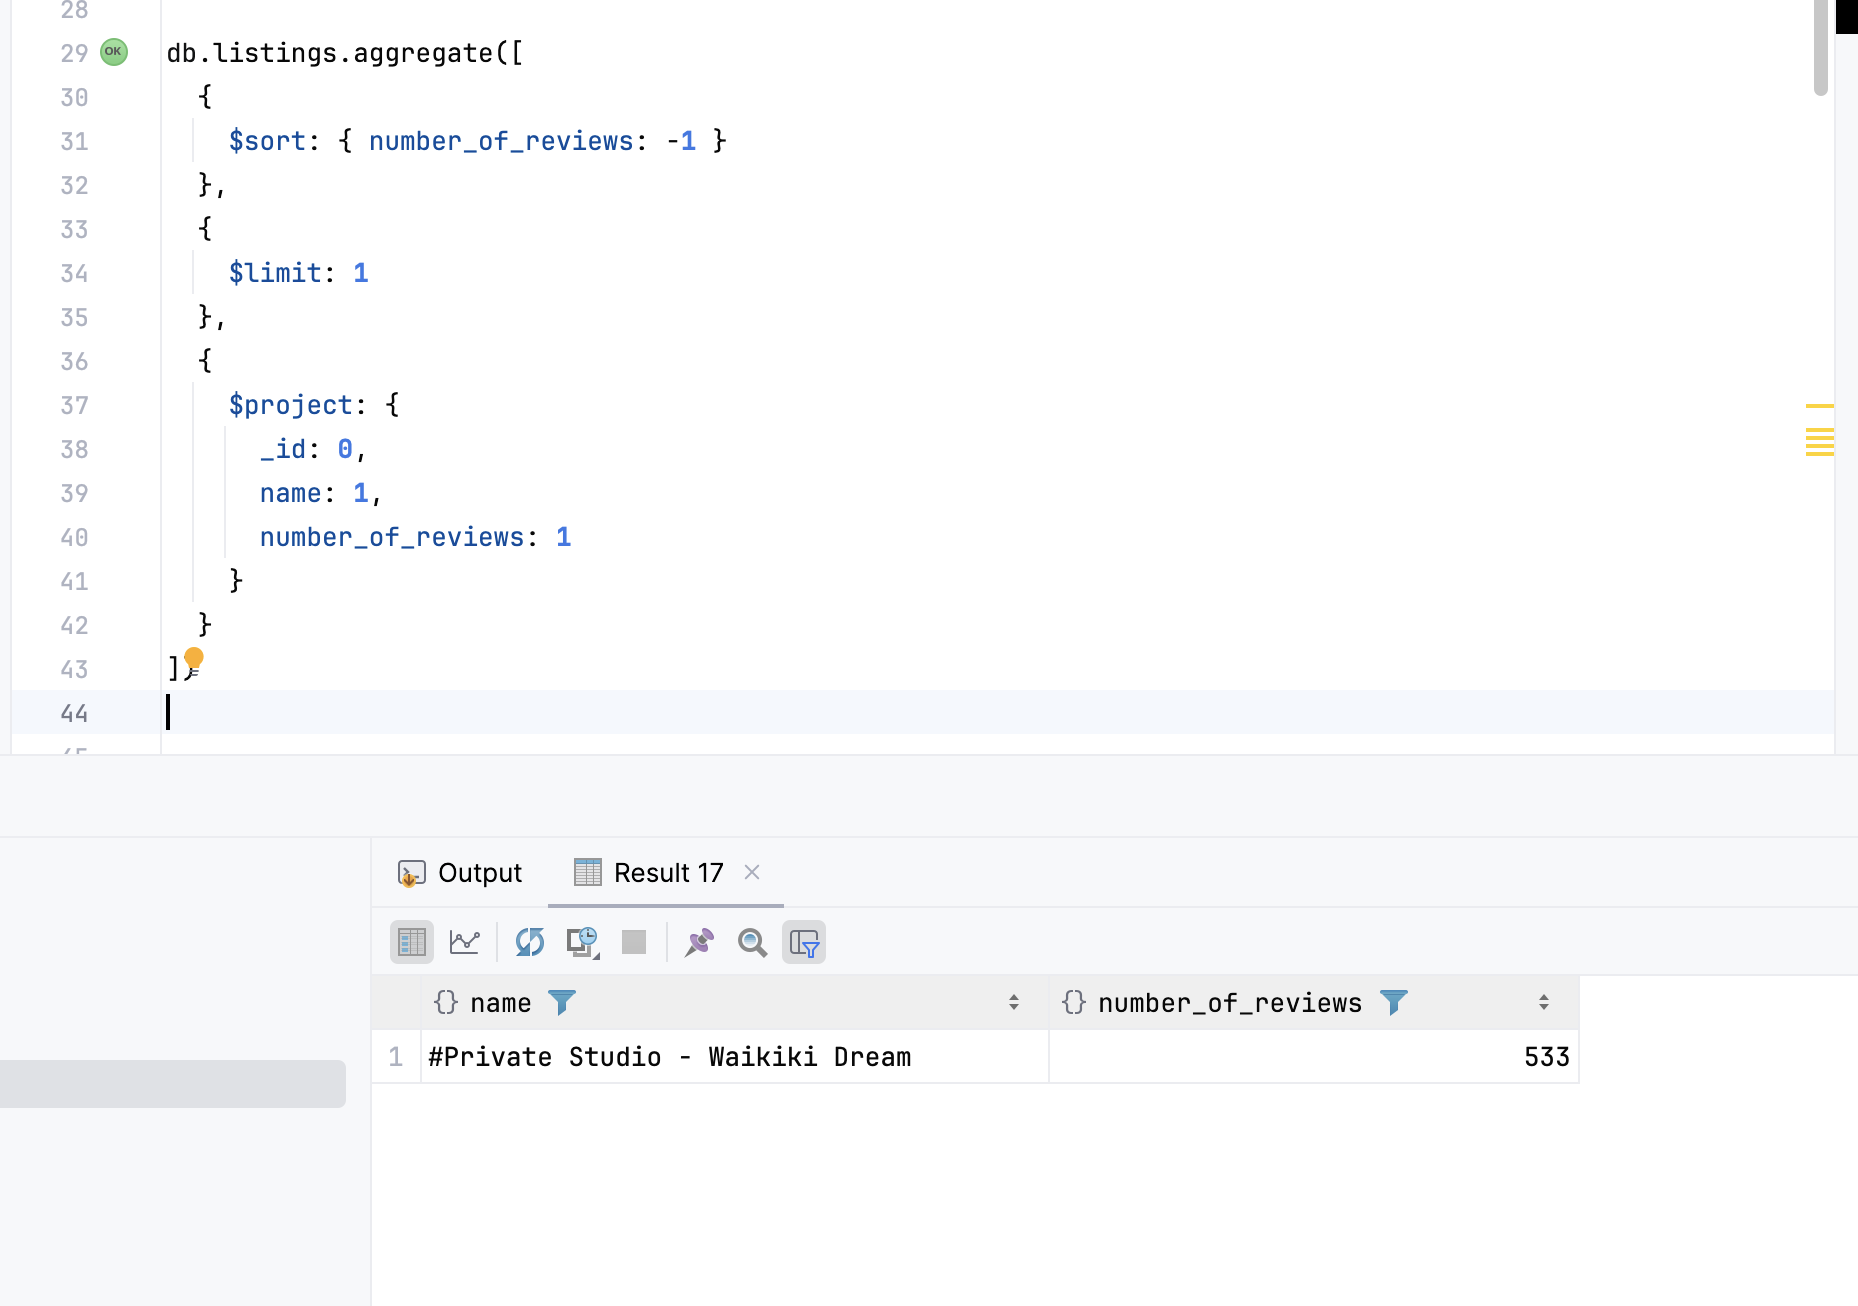 28
29 OK db.listings.aggregate([
30 {
31 $sort: { number_of_reviews: -1 }
32 },
33 {
34 $limit: 1
35 },
36 {
37 $project: {
38 _id: 0,
39 name: 1,
40 number_of_reviews: 1
41 }
42 }
43 ])
44
Output Result 17
{} name {} number_of_reviews
1 #Private Studio - Waikiki Dream 533